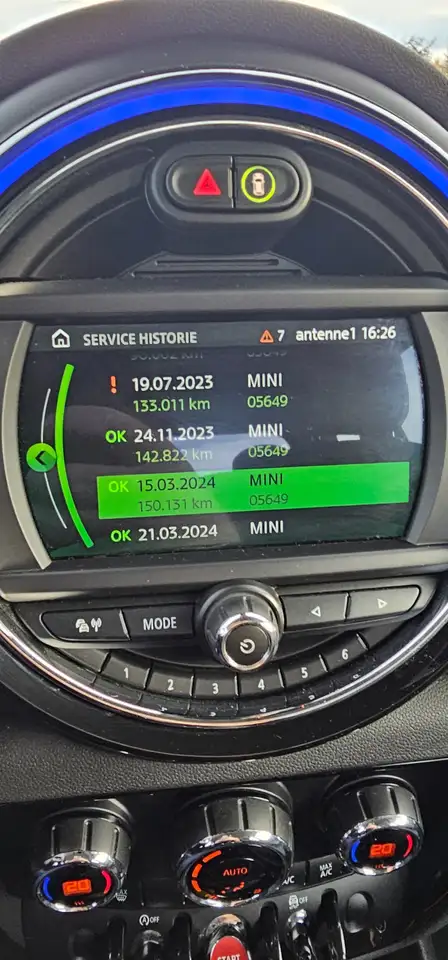 SERVICE HISTORIE 7 antenne1 16:26
! 19.07.2023 MINI
133.011 km 05649
OK 24.11.2023 MINI
142.822 km 05649
OK 15.03.2024 MINI
150.131 km 05649
OK 21.03.2024 MINI
MODE
1 2 3 4 5 6
20 AUTO 20
A/C MAX A/C
OFF OFF
START